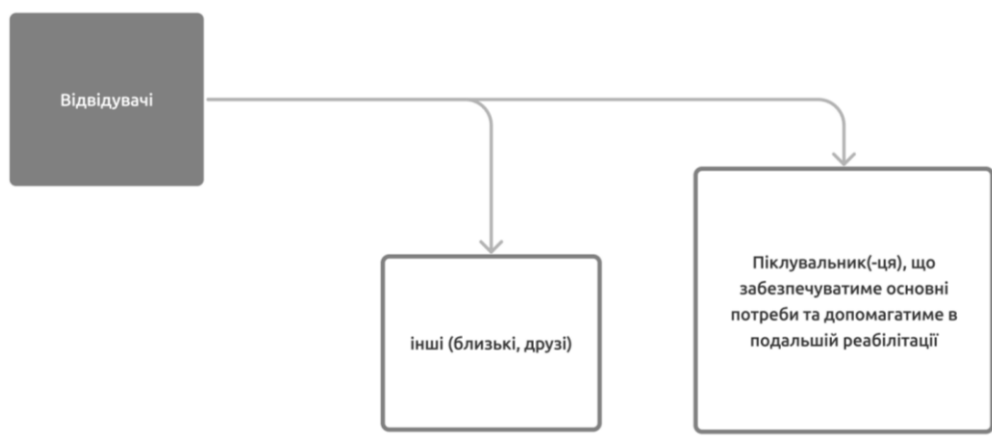 Відвідувачі
інші (близькі, друзі)
Піклувальник(-ця), що
забезпечуватиме основні
потреби та допомагатиме в
подальшій реабілітації